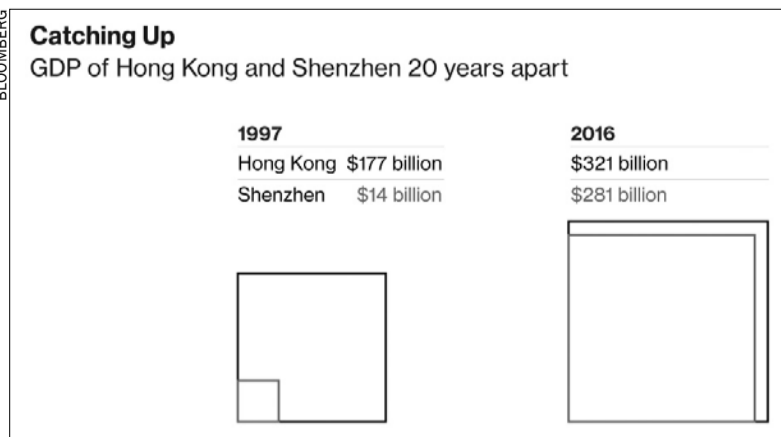 BLOOMBERG
Catching Up
GDP of Hong Kong and Shenzhen 20 years apart
1997
Hong Kong $177 billion
Shenzhen $14 billion
2016
$321 billion
$281 billion